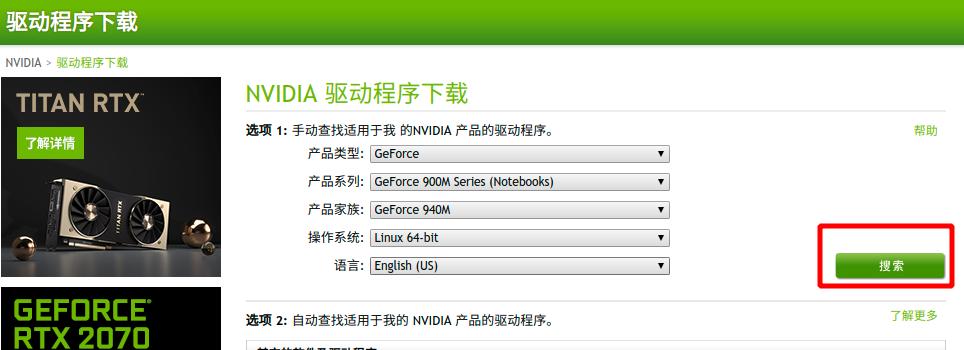 驱动程序下载
NVIDIA > 驱动程序下载
TITAN RTX™
了解详情
TITAN RTX
GEFORCE®
RTX 2070
NVIDIA 驱动程序下载
选项 1: 手动查找适用于我 的NVIDIA 产品的驱动程序。
帮助
产品类型: GeForce
产品系列: GeForce 900M Series (Notebooks)
产品家族: GeForce 940M
操作系统: Linux 64-bit
语言: English (US)
搜索
选项 2: 自动查找适用于我的 NVIDIA 产品的驱动程序。
了解更多